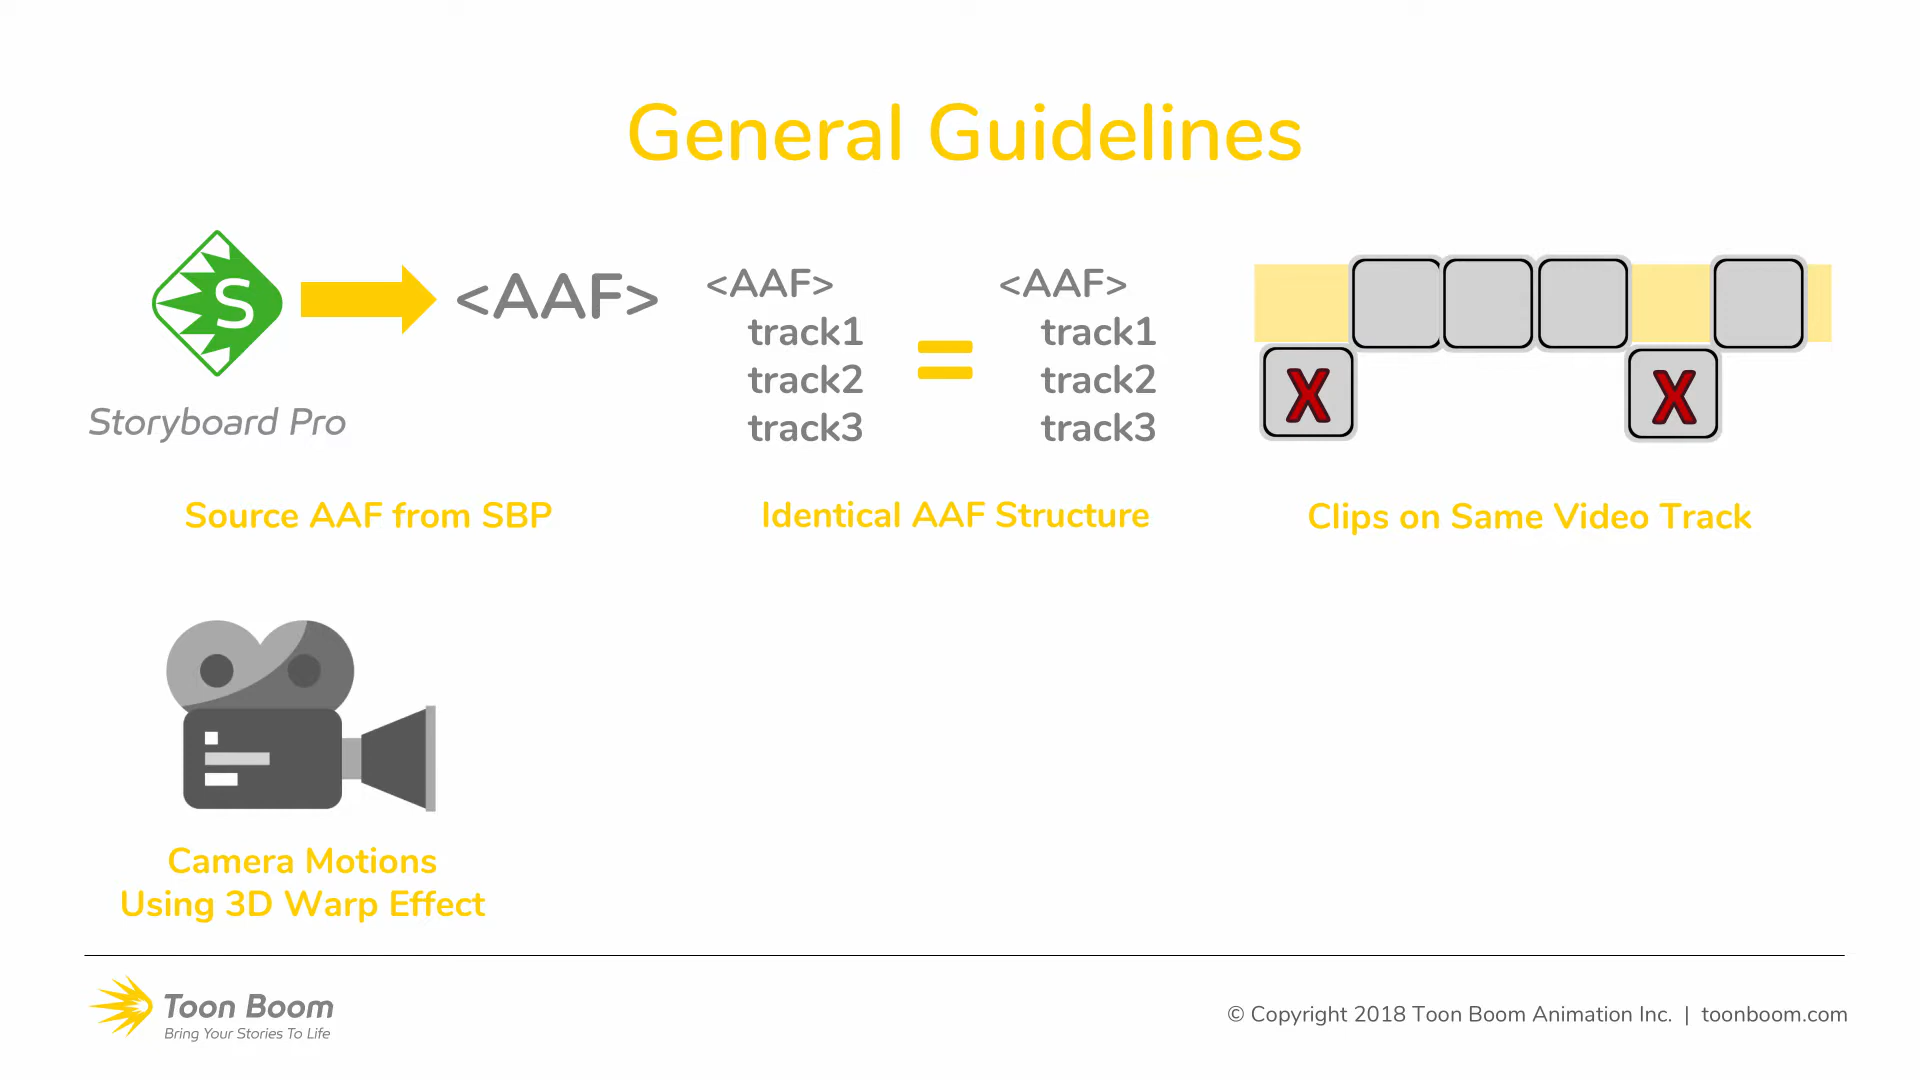 General Guidelines
S
<AAF>
Storyboard Pro
Source AAF from SBP
<AAF>
track1
track2
track3
=
<AAF>
track1
track2
track3
Identical AAF Structure
X
X
Clips on Same Video Track
Camera Motions
Using 3D Warp Effect
Toon Boom
Bring Your Stories To Life
© Copyright 2018 Toon Boom Animation Inc. | toonboom.com